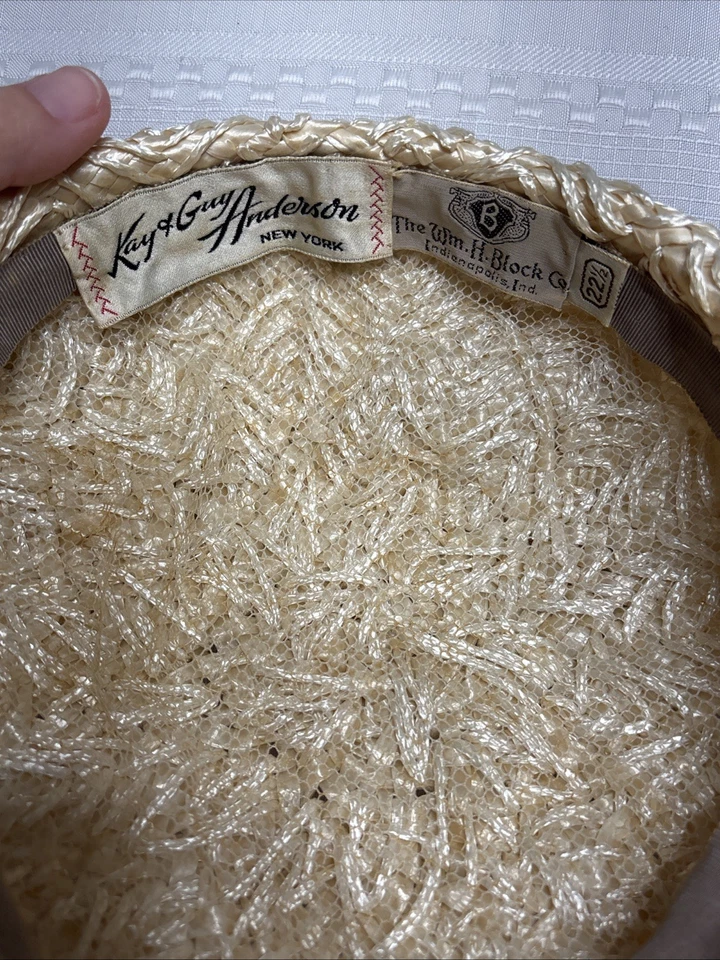 Kay & Guy Anderson
NEW YORK
B
The Wm. H. Block Co
Indianapolis, Ind.
22½